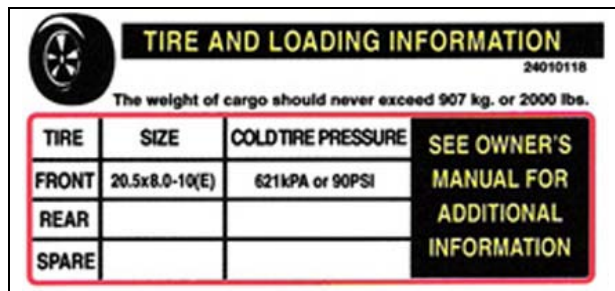 TIRE AND LOADING INFORMATION
24010118
The weight of cargo should never exceed 907 kg. or 2000 lbs.
TIRE SIZE COLD TIRE PRESSURE SEE OWNER'S
FRONT 20.5x8.0-10(E) 621kPA or 90PSI MANUAL FOR
REAR ADDITIONAL
SPARE INFORMATION